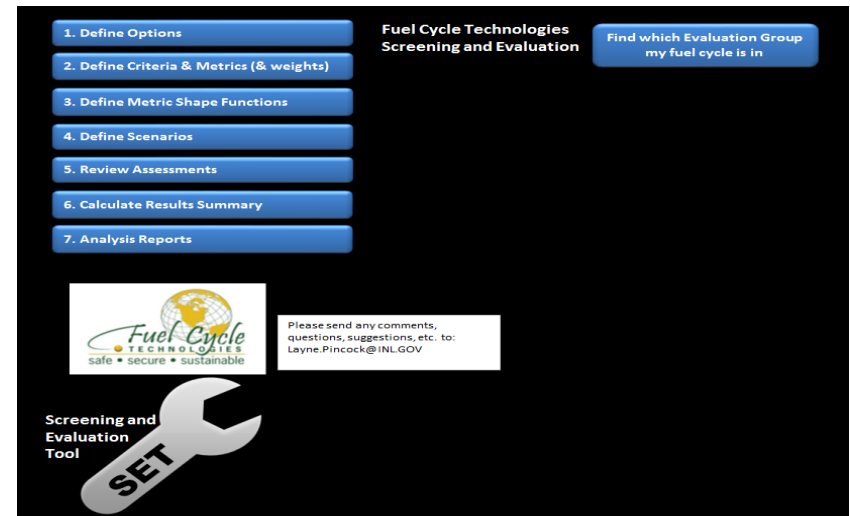 1. Define Options
2. Define Criteria & Metrics (& weights)
3. Define Metric Shape Functions
4. Define Scenarios
5. Review Assessments
6. Calculate Results Summary
7. Analysis Reports
Fuel Cycle Technologies
Screening and Evaluation
Find which Evaluation Group
my fuel cycle is in
Fuel Cycle
TECHNOLOGIES
safe • secure • sustainable
Please send any comments,
questions, suggestions, etc. to:
Layne.Pincock@INL.GOV
Screening and
Evaluation
Tool
SET